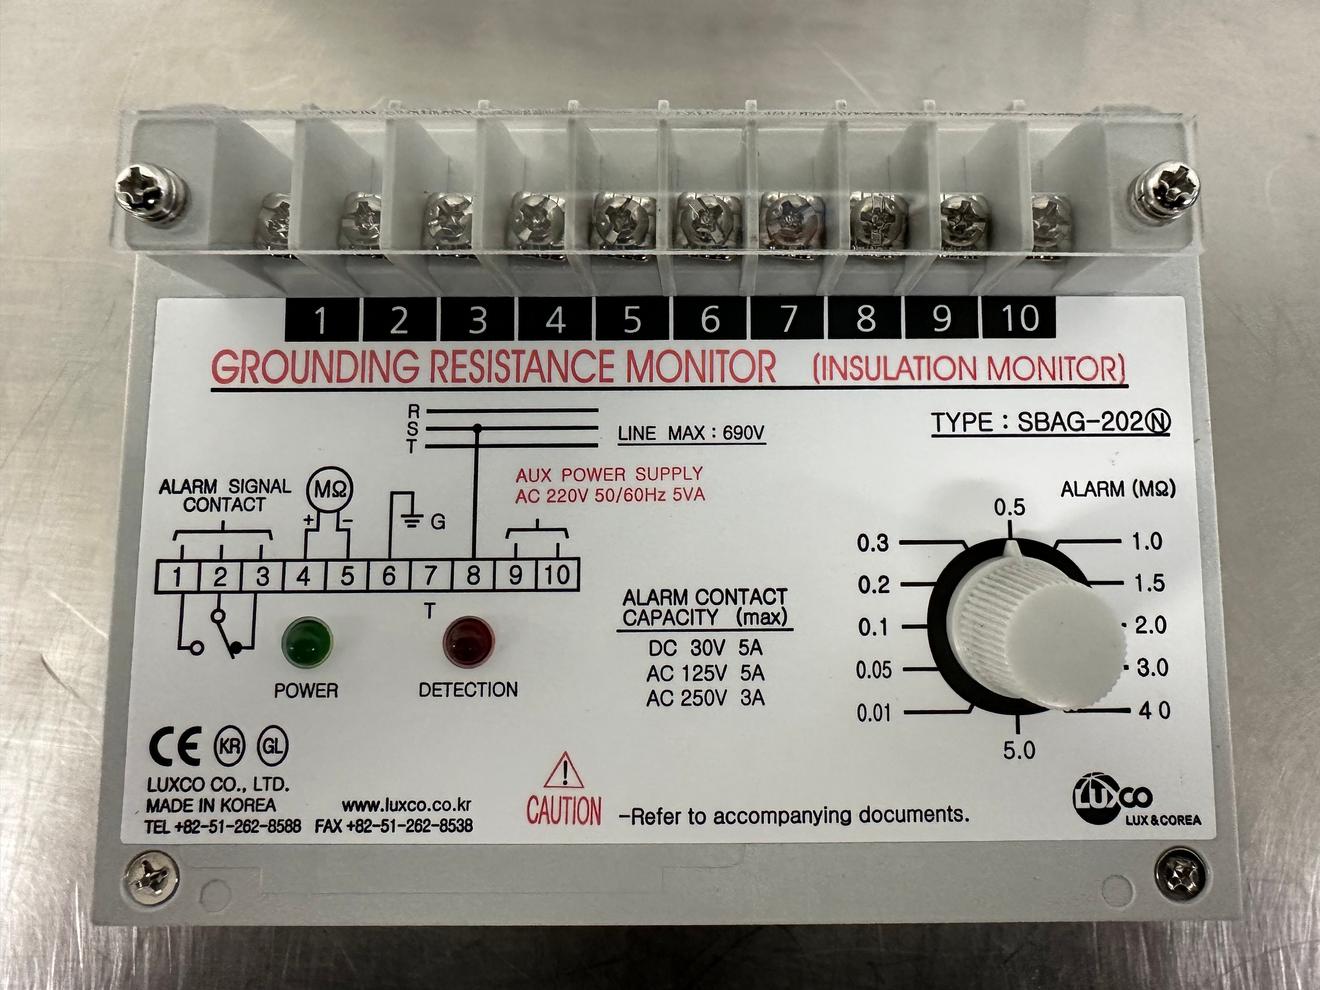 1 2 3 4 5 6 7 8 9 10
GROUNDING RESISTANCE MONITOR (INSULATION MONITOR)
R
S
T
LINE MAX : 690V
TYPE : SBAG-202Ⓝ
AUX POWER SUPPLY
AC 220V 50/60Hz 5VA
ALARM SIGNAL
CONTACT
MΩ
+ −
G
1 2 3 4 5 6 7 8 9 10
T
POWER
DETECTION
ALARM CONTACT
CAPACITY (max)
DC 30V 5A
AC 125V 5A
AC 250V 3A
ALARM (MΩ)
0.5
0.3 1.0
0.2 1.5
0.1 2.0
0.05 3.0
0.01 4 0
5.0
CE KR GL
LUXCO CO., LTD.
MADE IN KOREA
www.luxco.co.kr
TEL +82-51-262-8588 FAX +82-51-262-8538
!
CAUTION
-Refer to accompanying documents.
LUXCO
LUX & COREA